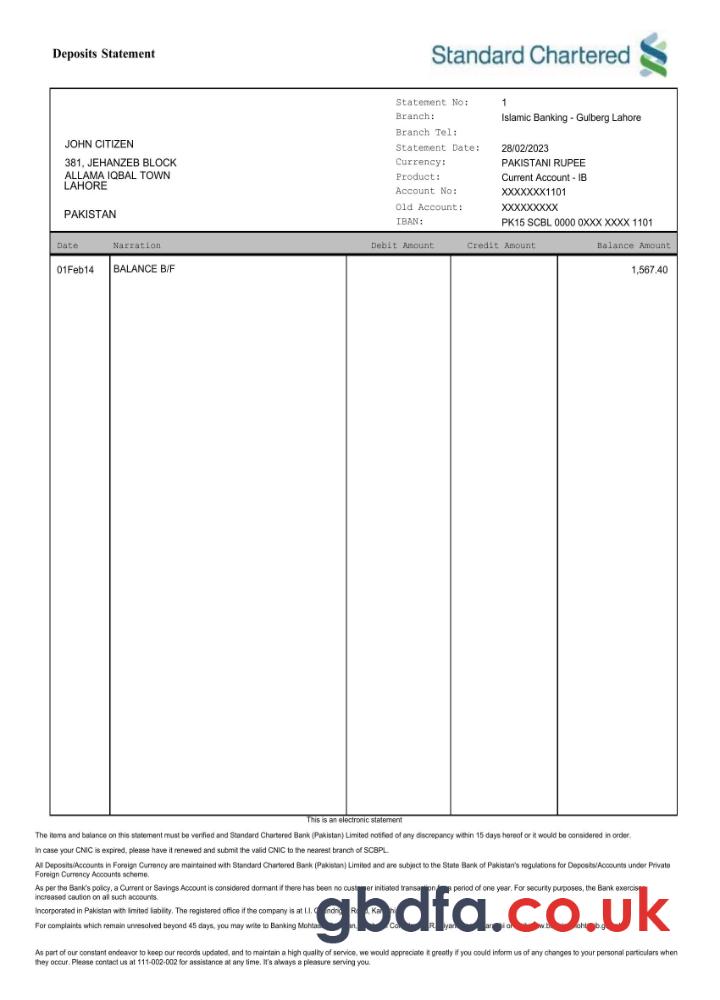 Deposits Statement
Standard Chartered
Statement No: 1
Branch: Islamic Banking - Gulberg Lahore
Branch Tel:
JOHN CITIZEN
Statement Date: 28/02/2023
381, JEHANZEB BLOCK
Currency: PAKISTANI RUPEE
ALLAMA IQBAL TOWN
Product: Current Account - IB
LAHORE
Account No: XXXXXXX1101
Old Account: XXXXXXXXX
PAKISTAN
IBAN: PK15 SCBL 0000 0XXX XXXX 1101
Date Narration Debit Amount Credit Amount Balance Amount
01Feb14 BALANCE B/F 1,567.40
This is an electronic statement
The items and balance on this statement must be verified and Standard Chartered Bank (Pakistan) Limited notified of any discrepancy within 15 days hereof or it would be considered in order.
In case your CNIC is expired, please have it renewed and submit the valid CNIC to the nearest branch of SCBPL.
All Deposits/Accounts in Foreign Currency are maintained with Standard Chartered Bank (Pakistan) Limited and are subject to the State Bank of Pakistan's regulations for Deposits/Accounts under Private
Foreign Currency Accounts scheme.
As per the Bank's policy, a Current or Savings Account is considered dormant if there has been no customer initiated transaction a period of one year. For security purposes, the Bank exercise
increased caution on all such accounts.
Incorporated in Pakistan with limited liability. The registered office if the company is at I.I.
For complaints which remain unresolved beyond 45 days, you may write to Banking
gbdfa.co.uk
As part of our constant endeavor to keep our records updated, and to maintain a high quality of service, we would appreciate it greatly if you could inform us of any changes to your personal particulars when
they occur. Please contact us at 111-002-002 for assistance at any time. It's always a pleasure serving you.